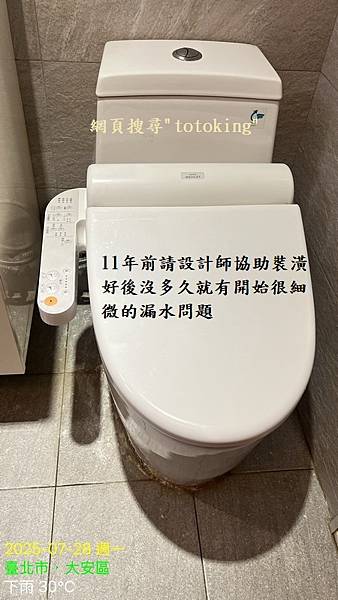 網頁搜尋"totoking"
11年前請設計師協助裝潢
好後沒多久就有開始很細
微的漏水問題
2025-07-28 週一
臺北市·大安區
下雨 30°C